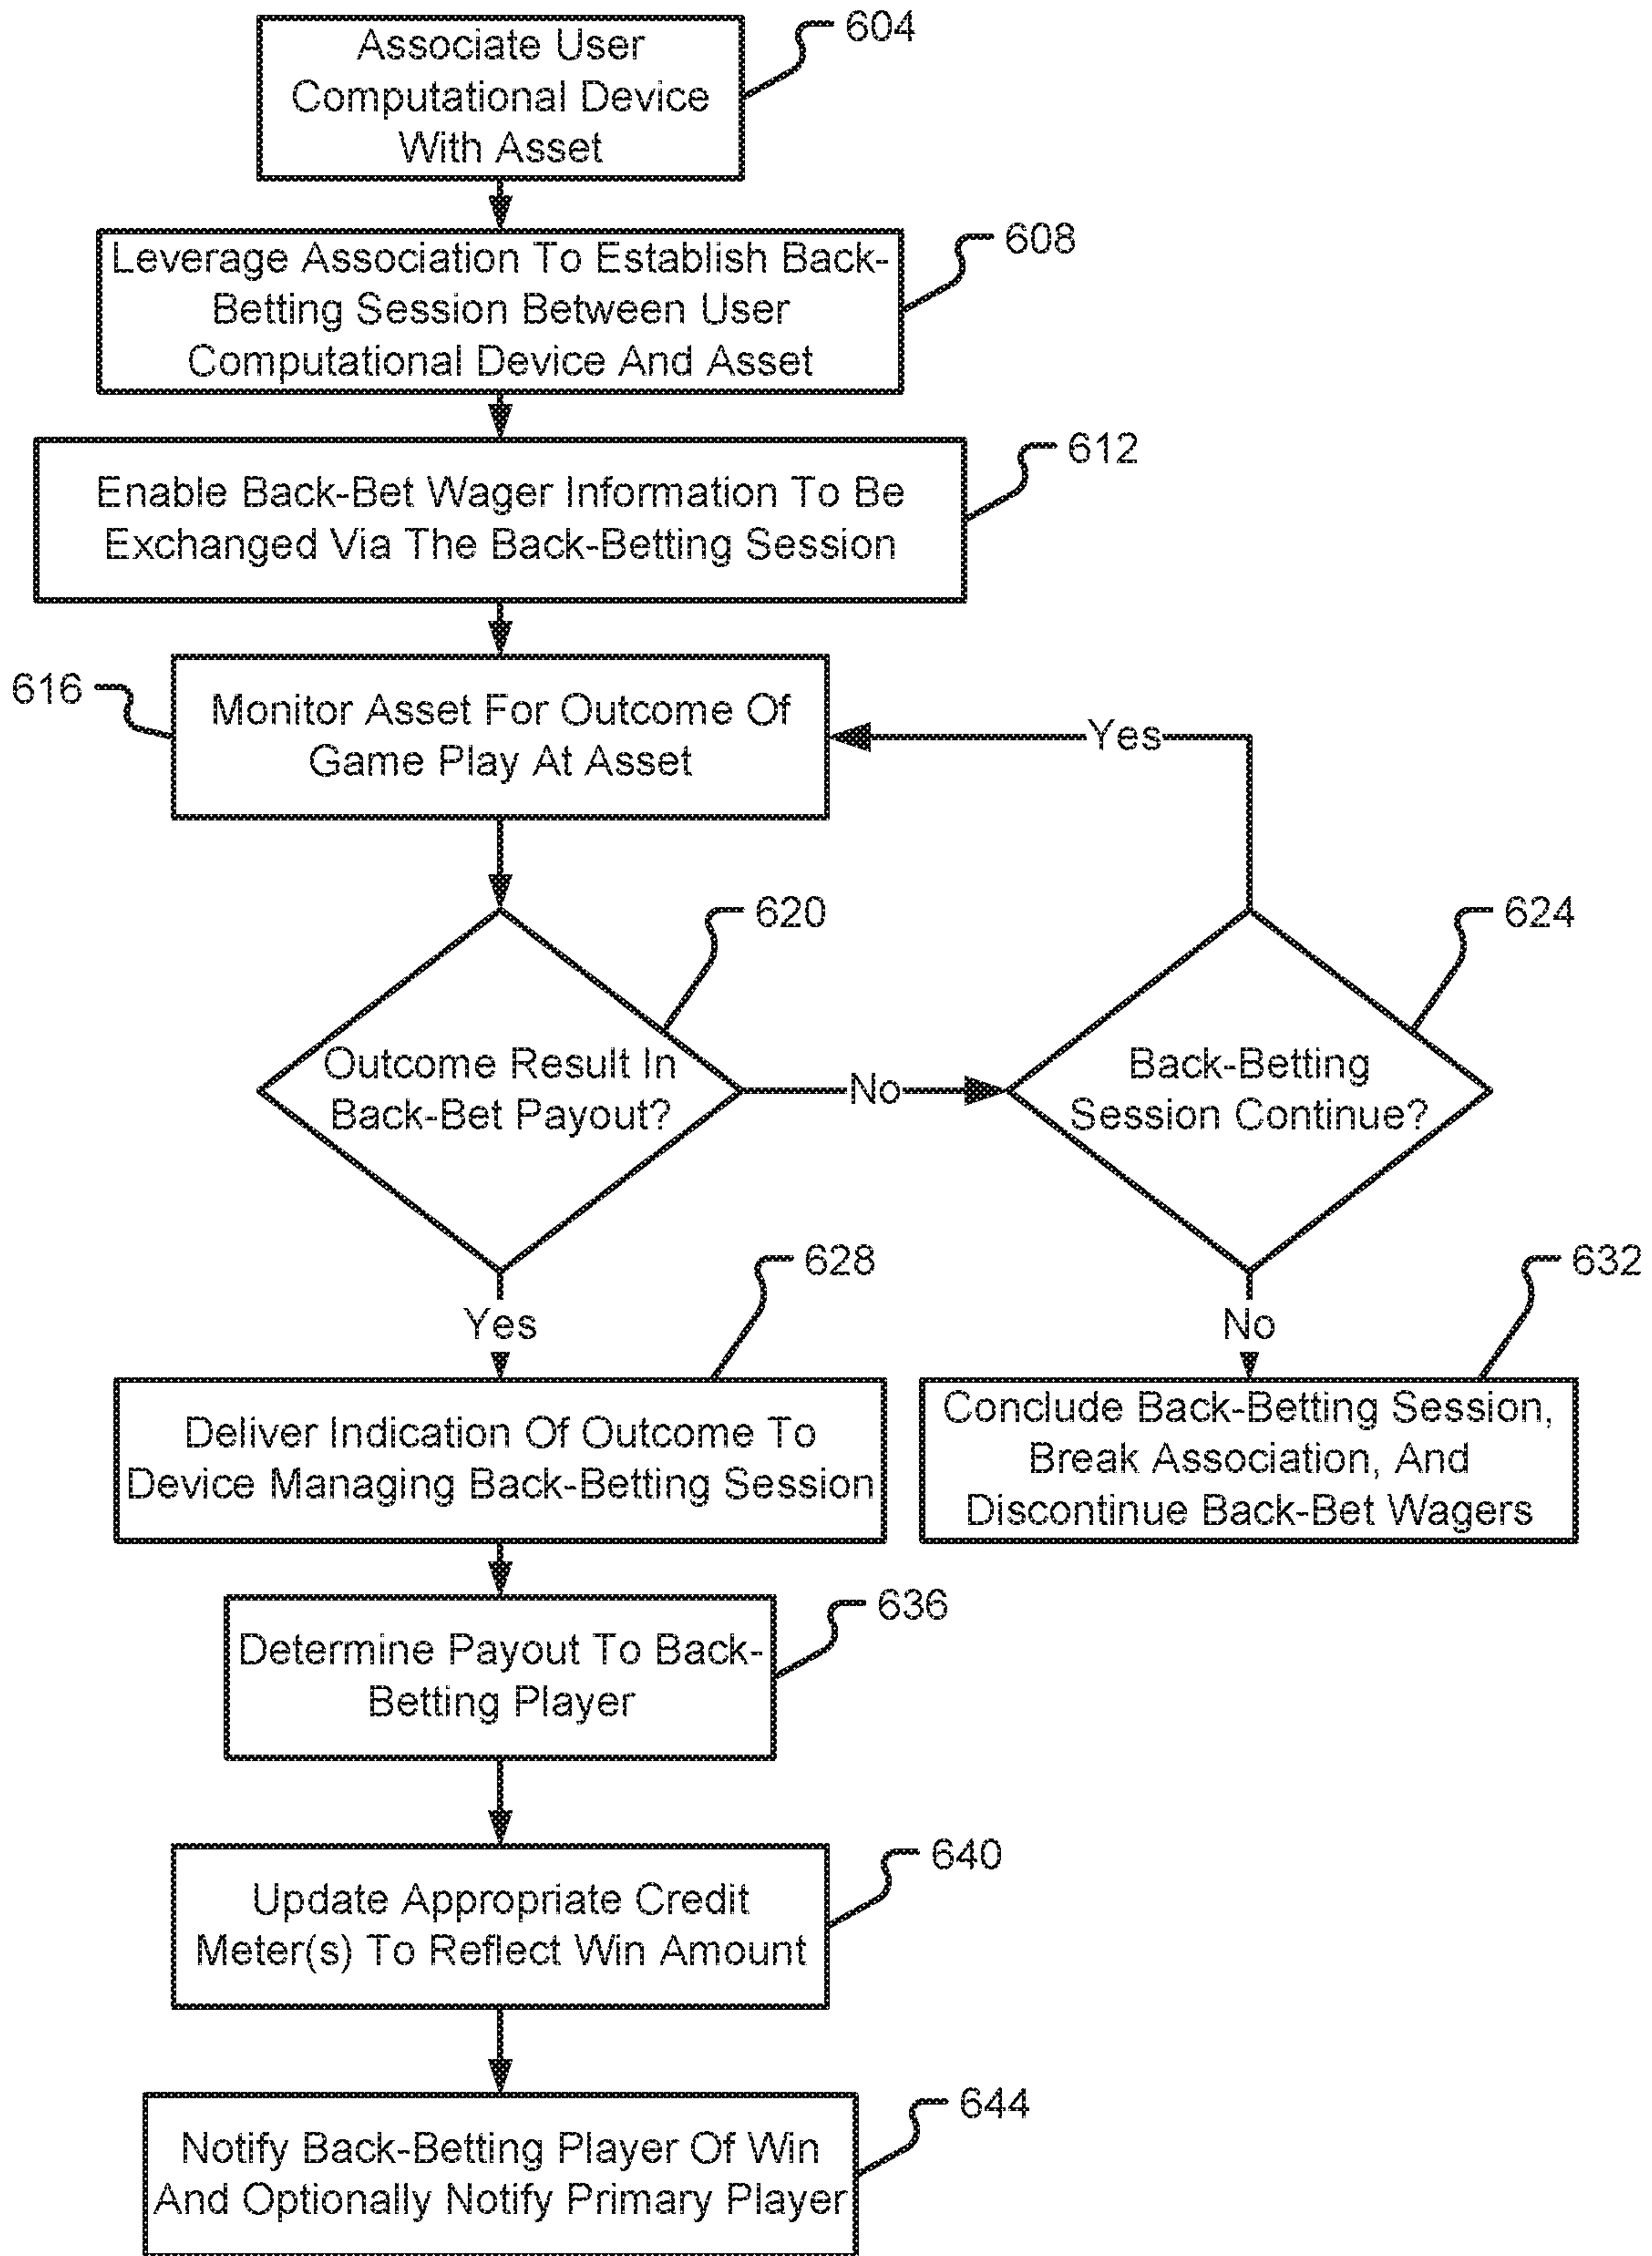 604
Associate User
Computational Device
With Asset
608
Leverage Association To Establish Back-
Betting Session Between User
Computational Device And Asset
612
Enable Back-Bet Wager Information To Be
Exchanged Via The Back-Betting Session
616
Monitor Asset For Outcome Of
Game Play At Asset
Yes
620
Outcome Result In
Back-Bet Payout?
No
624
Back-Betting
Session Continue?
Yes
628
Deliver Indication Of Outcome To
Device Managing Back-Betting Session
No
632
Conclude Back-Betting Session,
Break Association, And
Discontinue Back-Bet Wagers
636
Determine Payout To Back-
Betting Player
640
Update Appropriate Credit
Meter(s) To Reflect Win Amount
644
Notify Back-Betting Player Of Win
And Optionally Notify Primary Player